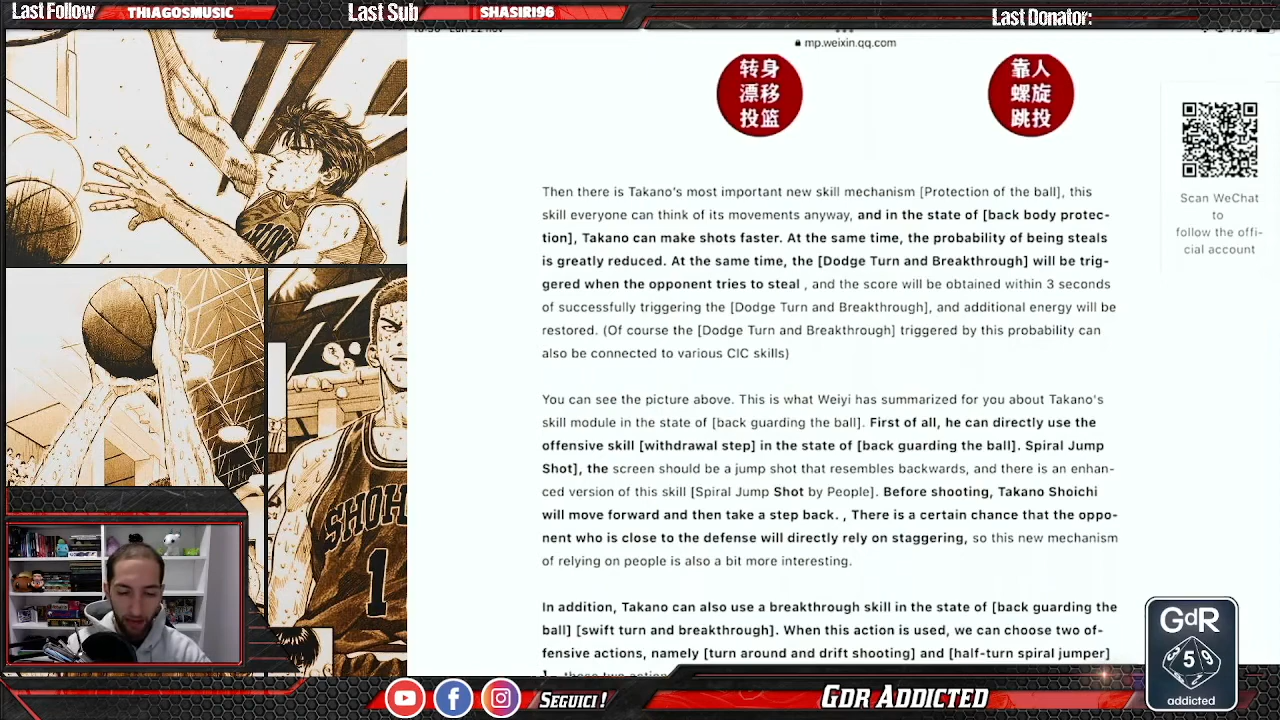 Last Follow
THIAGOSMUSIC
Last Sub
SHASIRI96
Last Donator:
mp.weixin.qq.com
转身
漂移
投篮
靠人
螺旋
跳投
Scan WeChat
to
follow the offi-
cial account
Then there is Takano's most important new skill mechanism [Protection of the ball], this
skill everyone can think of its movements anyway, and in the state of [back body protec-
tion], Takano can make shots faster. At the same time, the probability of being steals
is greatly reduced. At the same time, the [Dodge Turn and Breakthrough] will be trig-
gered when the opponent tries to steal , and the score will be obtained within 3 seconds
of successfully triggering the [Dodge Turn and Breakthrough], and additional energy will be
restored. (Of course the [Dodge Turn and Breakthrough] triggered by this probability can
also be connected to various CIC skills)
You can see the picture above. This is what Weiyi has summarized for you about Takano's
skill module in the state of [back guarding the ball]. First of all, he can directly use the
offensive skill [withdrawal step] in the state of [back guarding the ball]. Spiral Jump
Shot], the screen should be a jump shot that resembles backwards, and there is an enhan-
ced version of this skill [Spiral Jump Shot by People]. Before shooting, Takano Shoichi
will move forward and then take a step back. , There is a certain chance that the oppo-
nent who is close to the defense will directly rely on staggering, so this new mechanism
of relying on people is also a bit more interesting.
In addition, Takano can also use a breakthrough skill in the state of [back guarding the
ball] [swift turn and breakthrough]. When this action is used, we can choose two of-
fensive actions, namely [turn around and drift shooting] and [half-turn spiral jumper]
SHOH
1
GdR
5
9
addicted
Seguici !
GdR Addicted